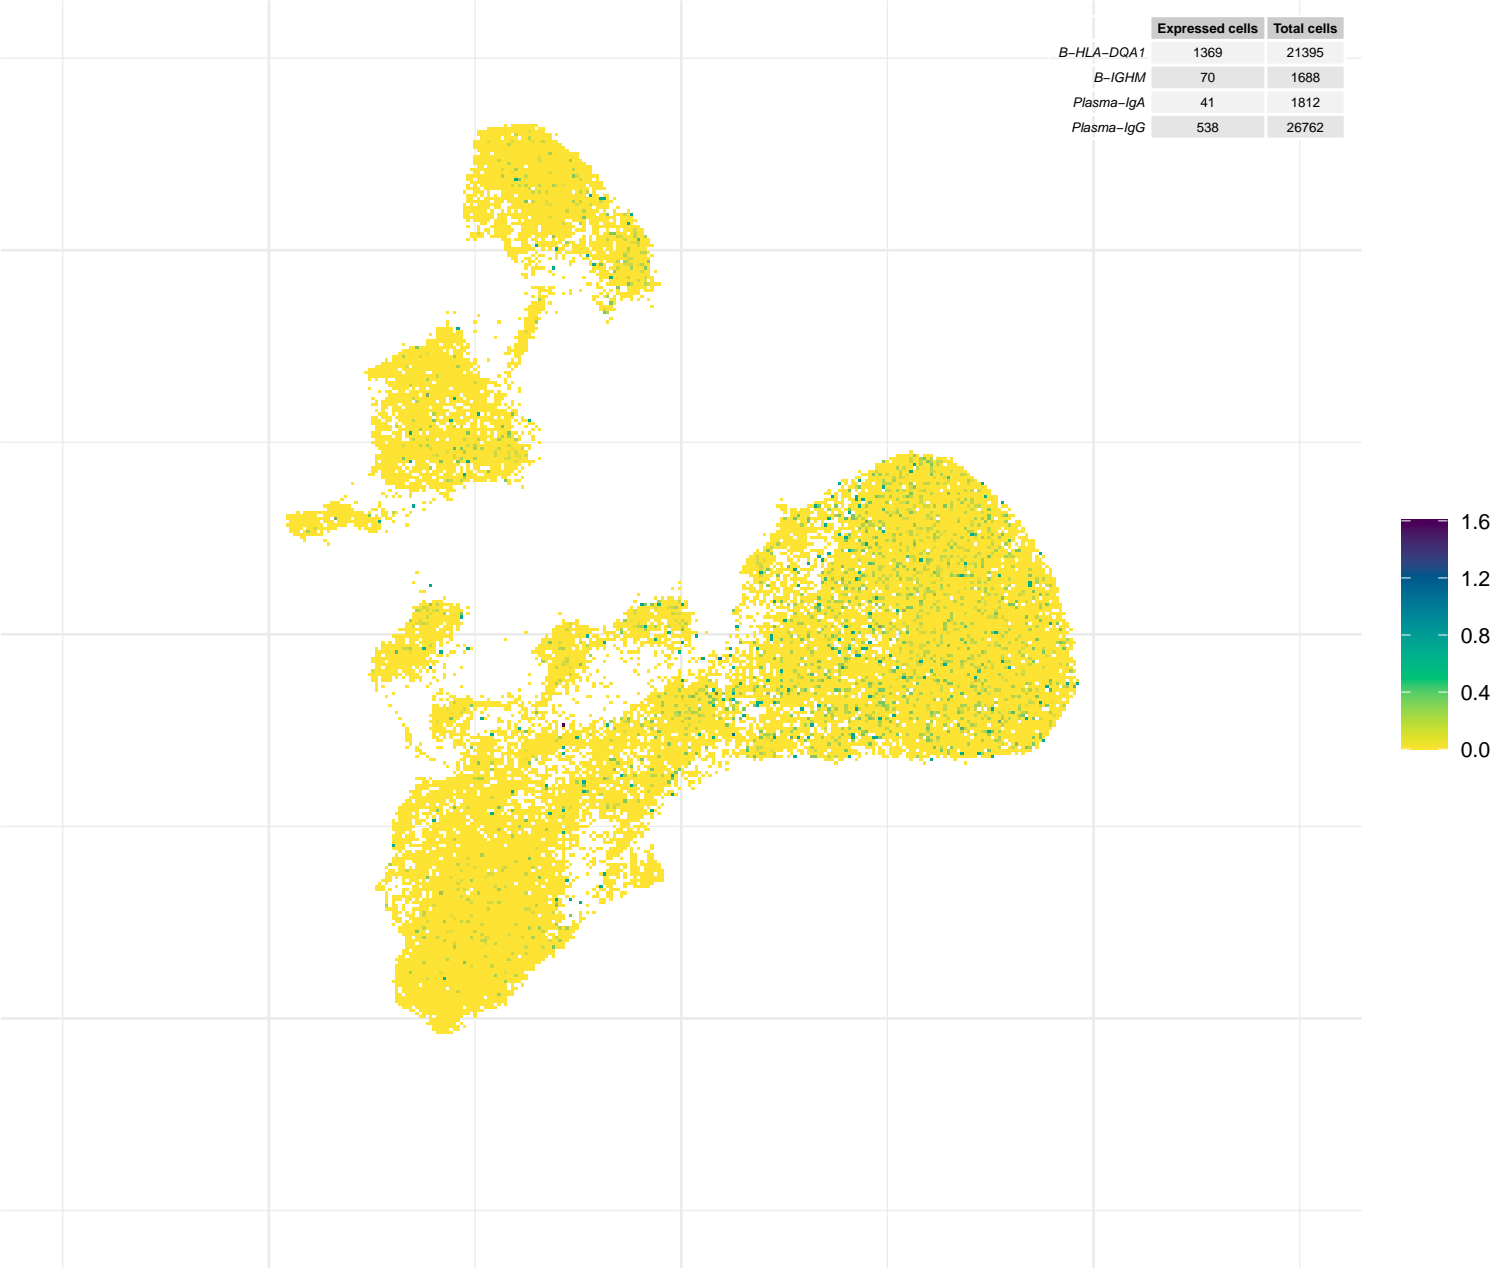 Expressed cells Total cells
B–HLA–DQA1 1369 21395
B–IGHM 70 1688
Plasma–IgA 41 1812
Plasma–IgG 538 26762
1.6
1.2
0.8
0.4
0.0